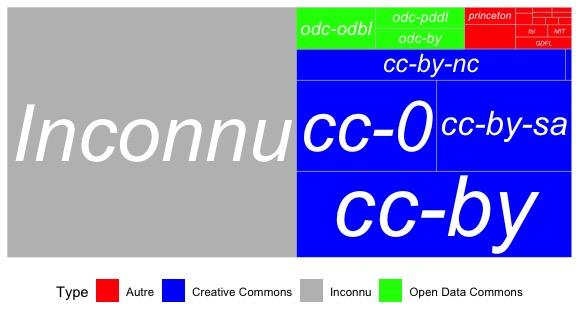 Inconnu
odc-odbl
odc-pddl
odc-by
princeton
fal
MIT
GDFL
cc-by-nc
cc-0
cc-by-sa
cc-by
Type
Autre
Creative Commons
Inconnu
Open Data Commons